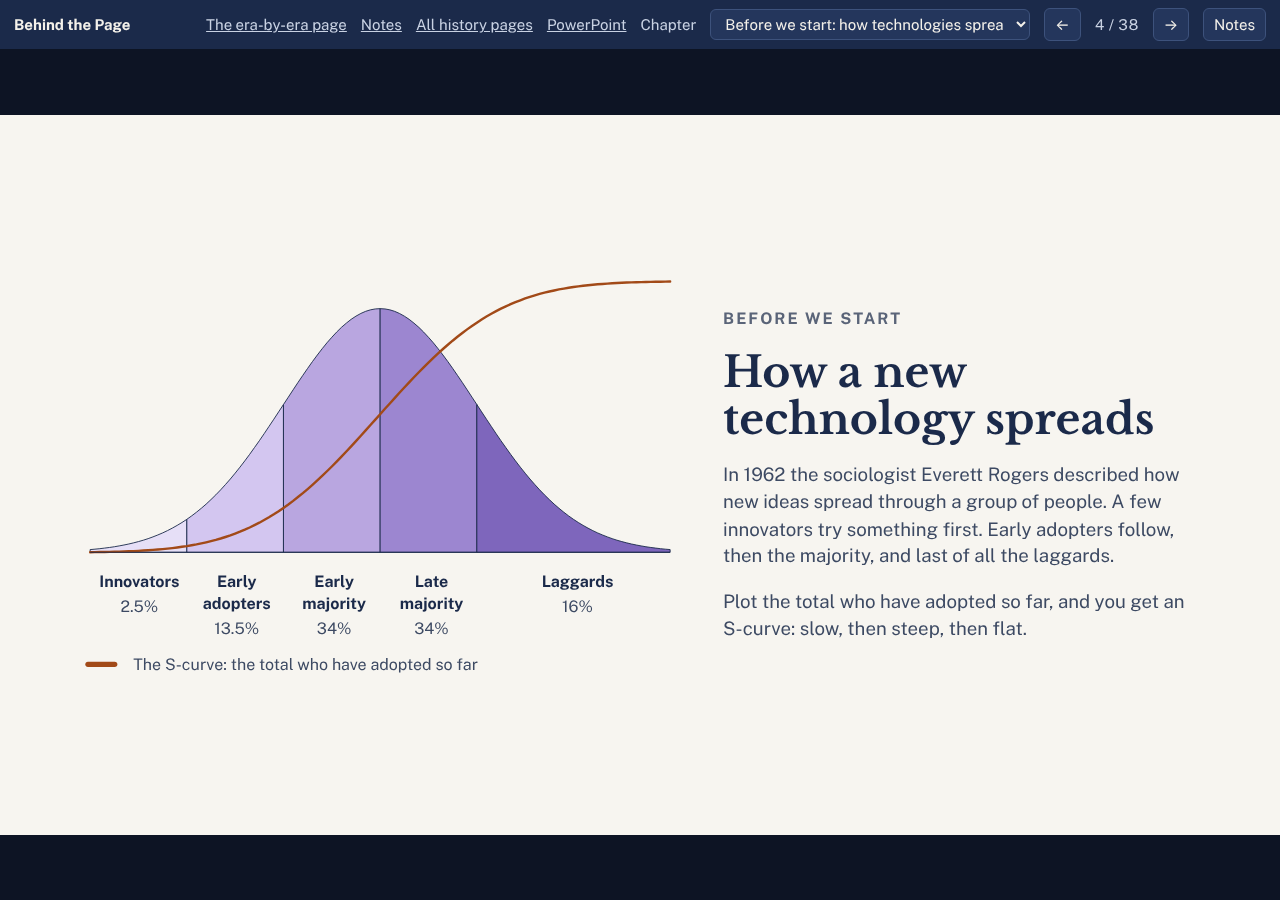 Behind the Page
The era-by-era page
Notes
All history pages
PowerPoint
Chapter
Before we start: how technologies sprea
←
4 / 38
→
Notes
Innovators
2.5%
Early
adopters
13.5%
Early
majority
34%
Late
majority
34%
Laggards
16%
The S-curve: the total who have adopted so far
BEFORE WE START
How a new
technology spreads
In 1962 the sociologist Everett Rogers described how
new ideas spread through a group of people. A few
innovators try something first. Early adopters follow,
then the majority, and last of all the laggards.
Plot the total who have adopted so far, and you get an
S-curve: slow, then steep, then flat.